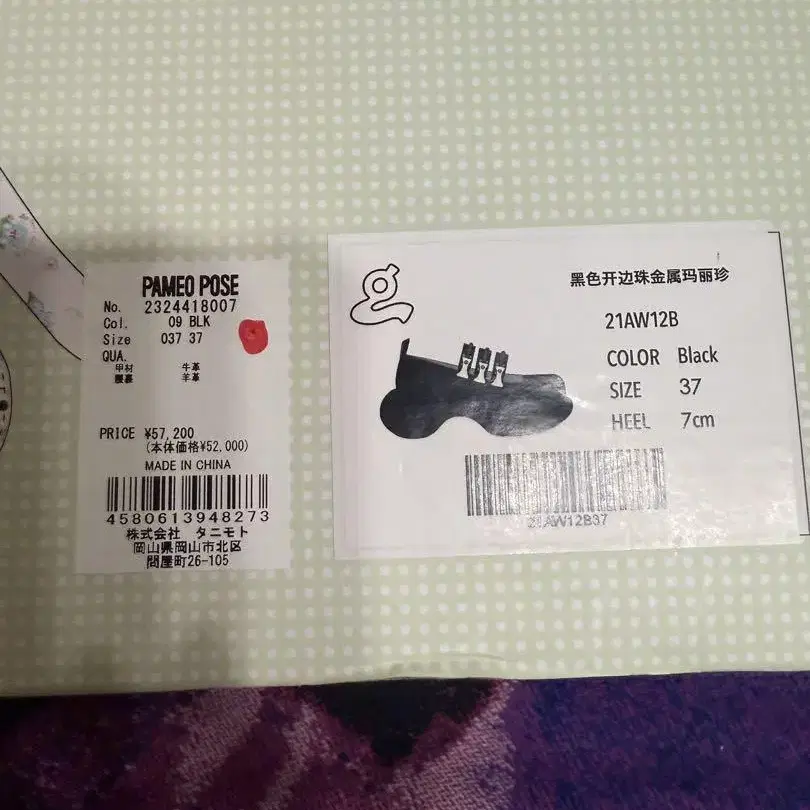 PAMEO POSE
No. 2324418007
Col. 09 BLK
Size 037 37
QUA.
甲材 牛革
腰裏 羊革
PRICE ¥57,200
(本体価格¥52,000)
MADE IN CHINA
4580613948273
株式会社 タニモト
岡山県岡山市北区
問屋町26-105
黑色开边珠金属玛丽珍
21AW12B
COLOR Black
SIZE 37
HEEL 7cm
21AW12B37